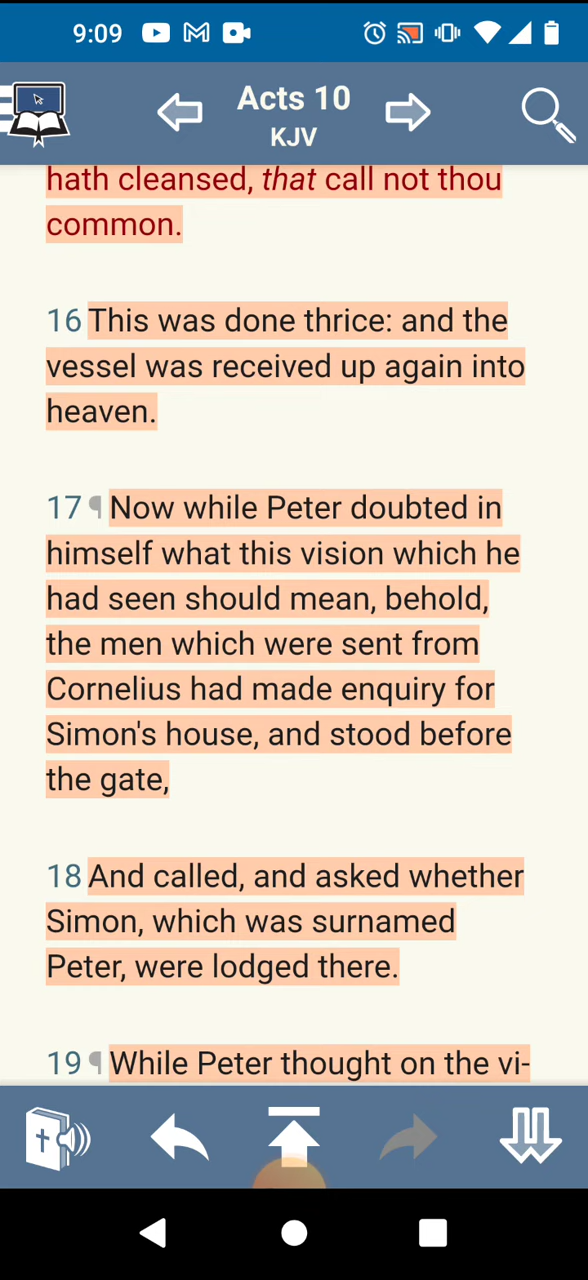 9:09
Acts 10
KJV
hath cleansed, that call not thou
common.
16 This was done thrice: and the
vessel was received up again into
heaven.
17 ¶ Now while Peter doubted in
himself what this vision which he
had seen should mean, behold,
the men which were sent from
Cornelius had made enquiry for
Simon's house, and stood before
the gate,
18 And called, and asked whether
Simon, which was surnamed
Peter, were lodged there.
19 ¶ While Peter thought on the vi-